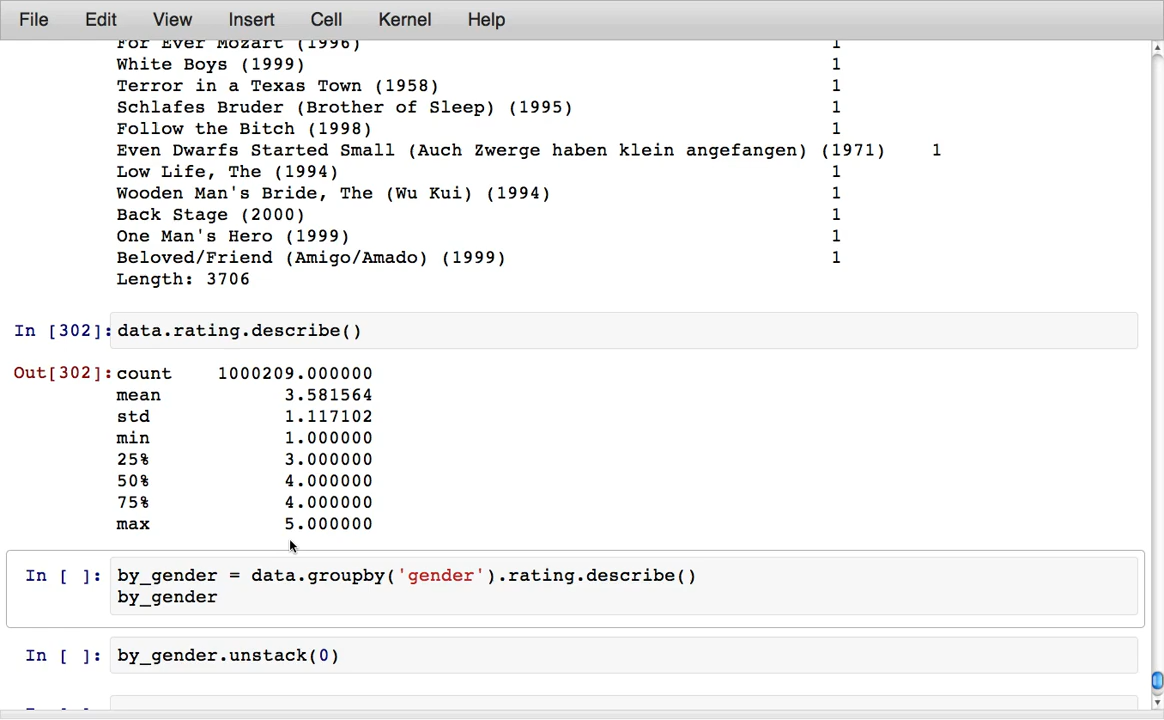 File Edit View Insert Cell Kernel Help
For Ever Mozart (1996) 1
White Boys (1999) 1
Terror in a Texas Town (1958) 1
Schlafes Bruder (Brother of Sleep) (1995) 1
Follow the Bitch (1998) 1
Even Dwarfs Started Small (Auch Zwerge haben klein angefangen) (1971) 1
Low Life, The (1994) 1
Wooden Man's Bride, The (Wu Kui) (1994) 1
Back Stage (2000) 1
One Man's Hero (1999) 1
Beloved/Friend (Amigo/Amado) (1999) 1
Length: 3706
In [302]: data.rating.describe()
Out[302]: count 1000209.000000
mean 3.581564
std 1.117102
min 1.000000
25% 3.000000
50% 4.000000
75% 4.000000
max 5.000000
In [ ]: by_gender = data.groupby('gender').rating.describe()
by_gender
In [ ]: by_gender.unstack(0)